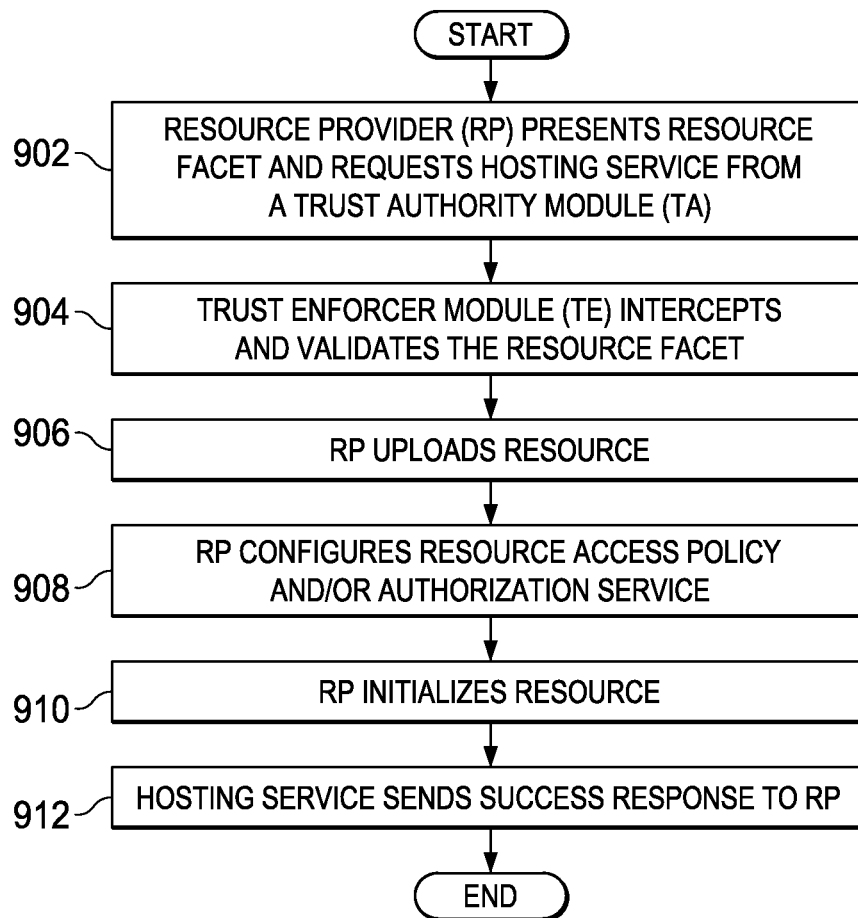 START
902
RESOURCE PROVIDER (RP) PRESENTS RESOURCE
FACET AND REQUESTS HOSTING SERVICE FROM
A TRUST AUTHORITY MODULE (TA)
904
TRUST ENFORCER MODULE (TE) INTERCEPTS
AND VALIDATES THE RESOURCE FACET
906
RP UPLOADS RESOURCE
908
RP CONFIGURES RESOURCE ACCESS POLICY
AND/OR AUTHORIZATION SERVICE
910
RP INITIALIZES RESOURCE
912
HOSTING SERVICE SENDS SUCCESS RESPONSE TO RP
END